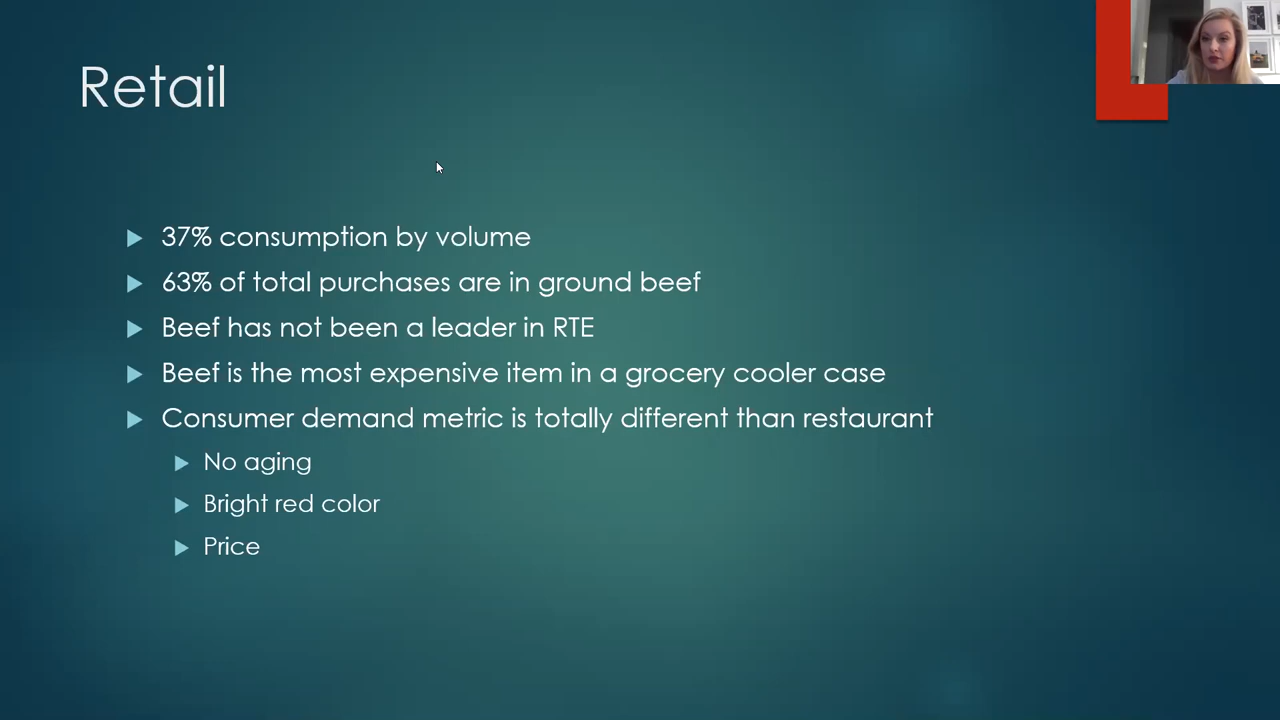 Retail
37% consumption by volume
63% of total purchases are in ground beef
Beef has not been a leader in RTE
Beef is the most expensive item in a grocery cooler case
Consumer demand metric is totally different than restaurant
No aging
Bright red color
Price